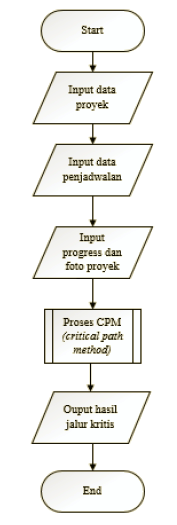 Start
Input data
proyek
Input data
penjadwalan
Input
progress dan
foto proyek
Proses CPM
(critical path
method)
Ouput hasil
jalur kritis
End